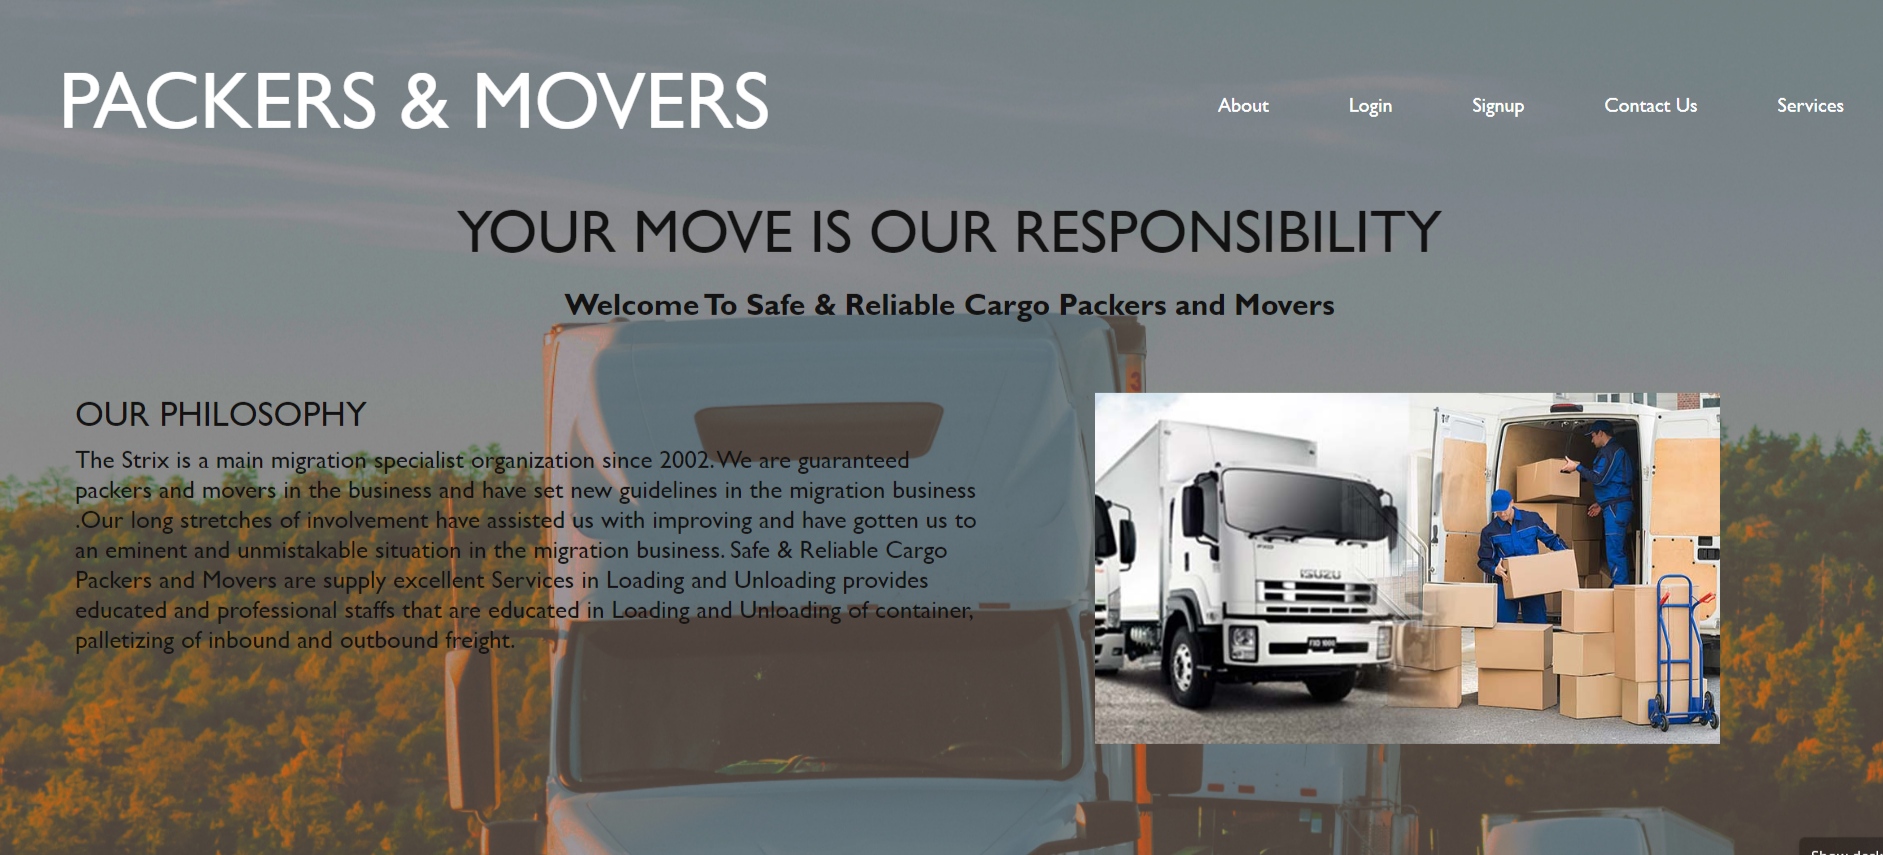 PACKERS & MOVERS
About Login Signup Contact Us Services
YOUR MOVE IS OUR RESPONSIBILITY
Welcome To Safe & Reliable Cargo Packers and Movers
OUR PHILOSOPHY
The Strix is a main migration specialist organization since 2002. We are guaranteed
packers and movers in the business and have set new guidelines in the migration business
.Our long stretches of involvement have assisted us with improving and have gotten us to
an eminent and unmistakable situation in the migration business. Safe & Reliable Cargo
Packers and Movers are supply excellent Services in Loading and Unloading provides
educated and professional staffs that are educated in Loading and Unloading of container,
palletizing of inbound and outbound freight.
3
ISUZU